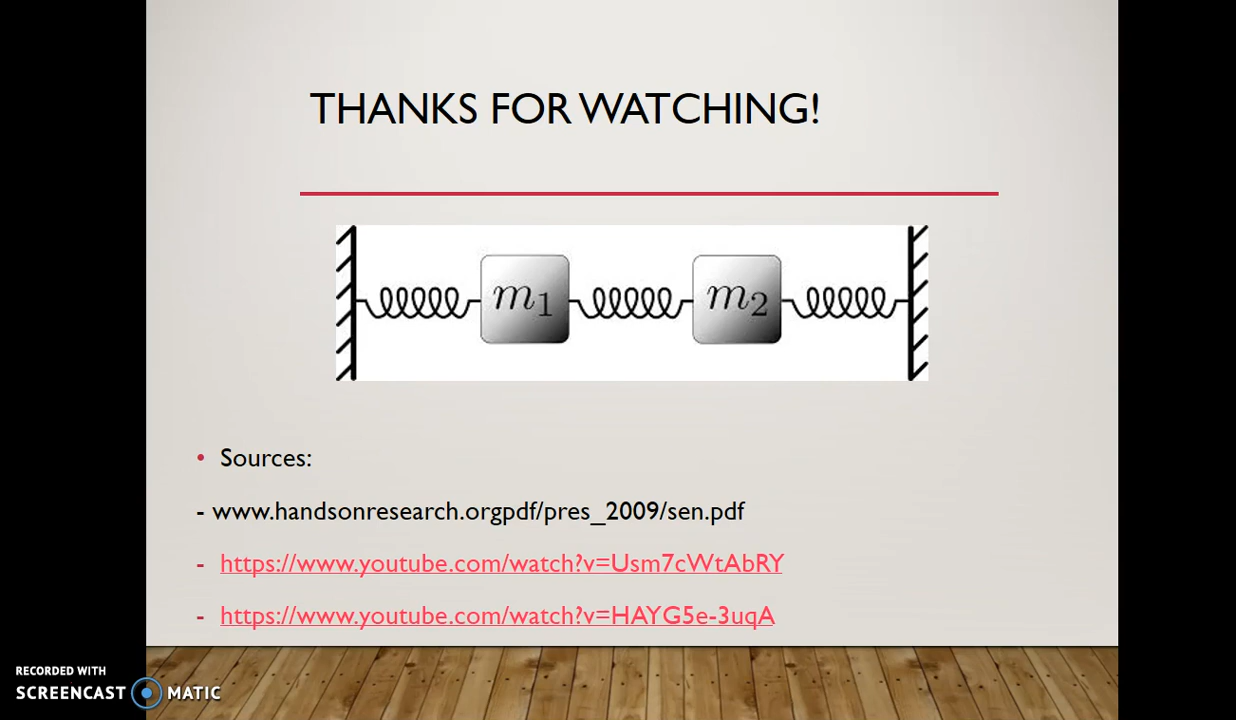 THANKS FOR WATCHING!
m1 m2
• Sources:
- www.handsonresearch.orgpdf/pres_2009/sen.pdf
- https://www.youtube.com/watch?v=Usm7cWtAbRY
- https://www.youtube.com/watch?v=HAYG5e-3uqA
RECORDED WITH
SCREENCAST MATIC